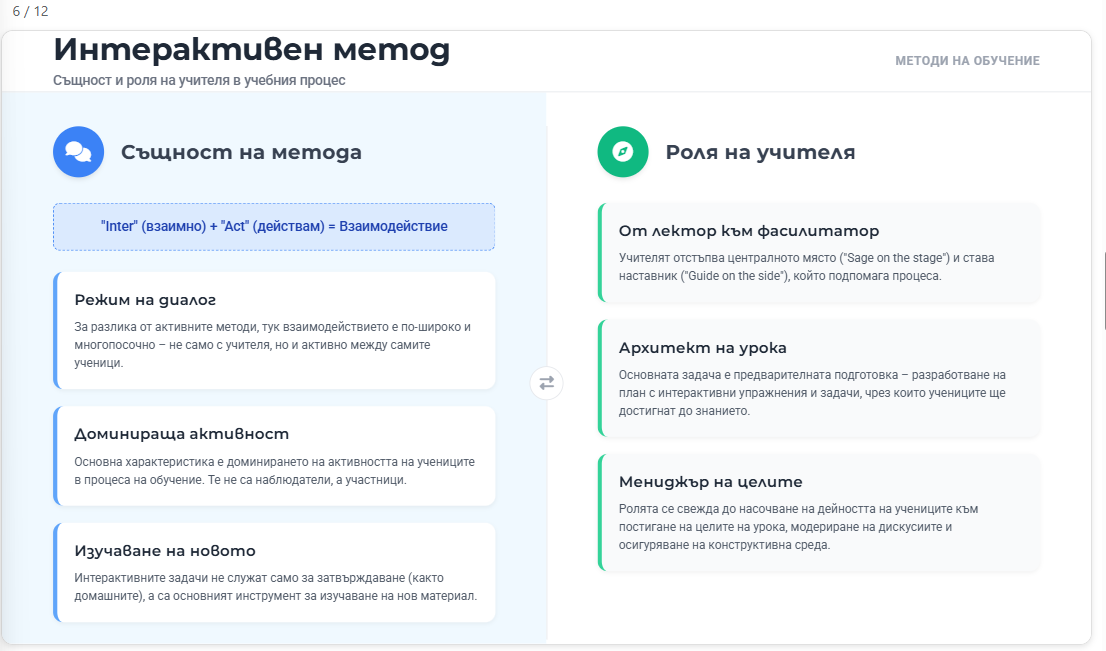 6 / 12
Интерактивен метод
Същност и роля на учителя в учебния процес
МЕТОДИ НА ОБУЧЕНИЕ
Същност на метода
"Inter" (взаимно) + "Act" (действам) = Взаимодействие
Режим на диалог
За разлика от активните методи, тук взаимодействието е по-широко и
многопосочно – не само с учителя, но и активно между самите
ученици.
Доминираща активност
Основна характеристика е доминирането на активността на учениците
в процеса на обучение. Те не са наблюдатели, а участници.
Изучаване на новото
Интерактивните задачи не служат само за затвърждаване (както
домашните), а са основният инструмент за изучаване на нов материал.
Роля на учителя
От лектор към фасилитатор
Учителят отстъпва централното място ("Sage on the stage") и става
наставник ("Guide on the side"), който подпомага процеса.
Архитект на урока
Основната задача е предварителната подготовка – разработване на
план с интерактивни упражнения и задачи, чрез които учениците ще
достигнат до знанието.
Мениджър на целите
Ролята се свежда до насочване на дейността на учениците към
постигане на целите на урока, модериране на дискусиите и
осигуряване на конструктивна среда.